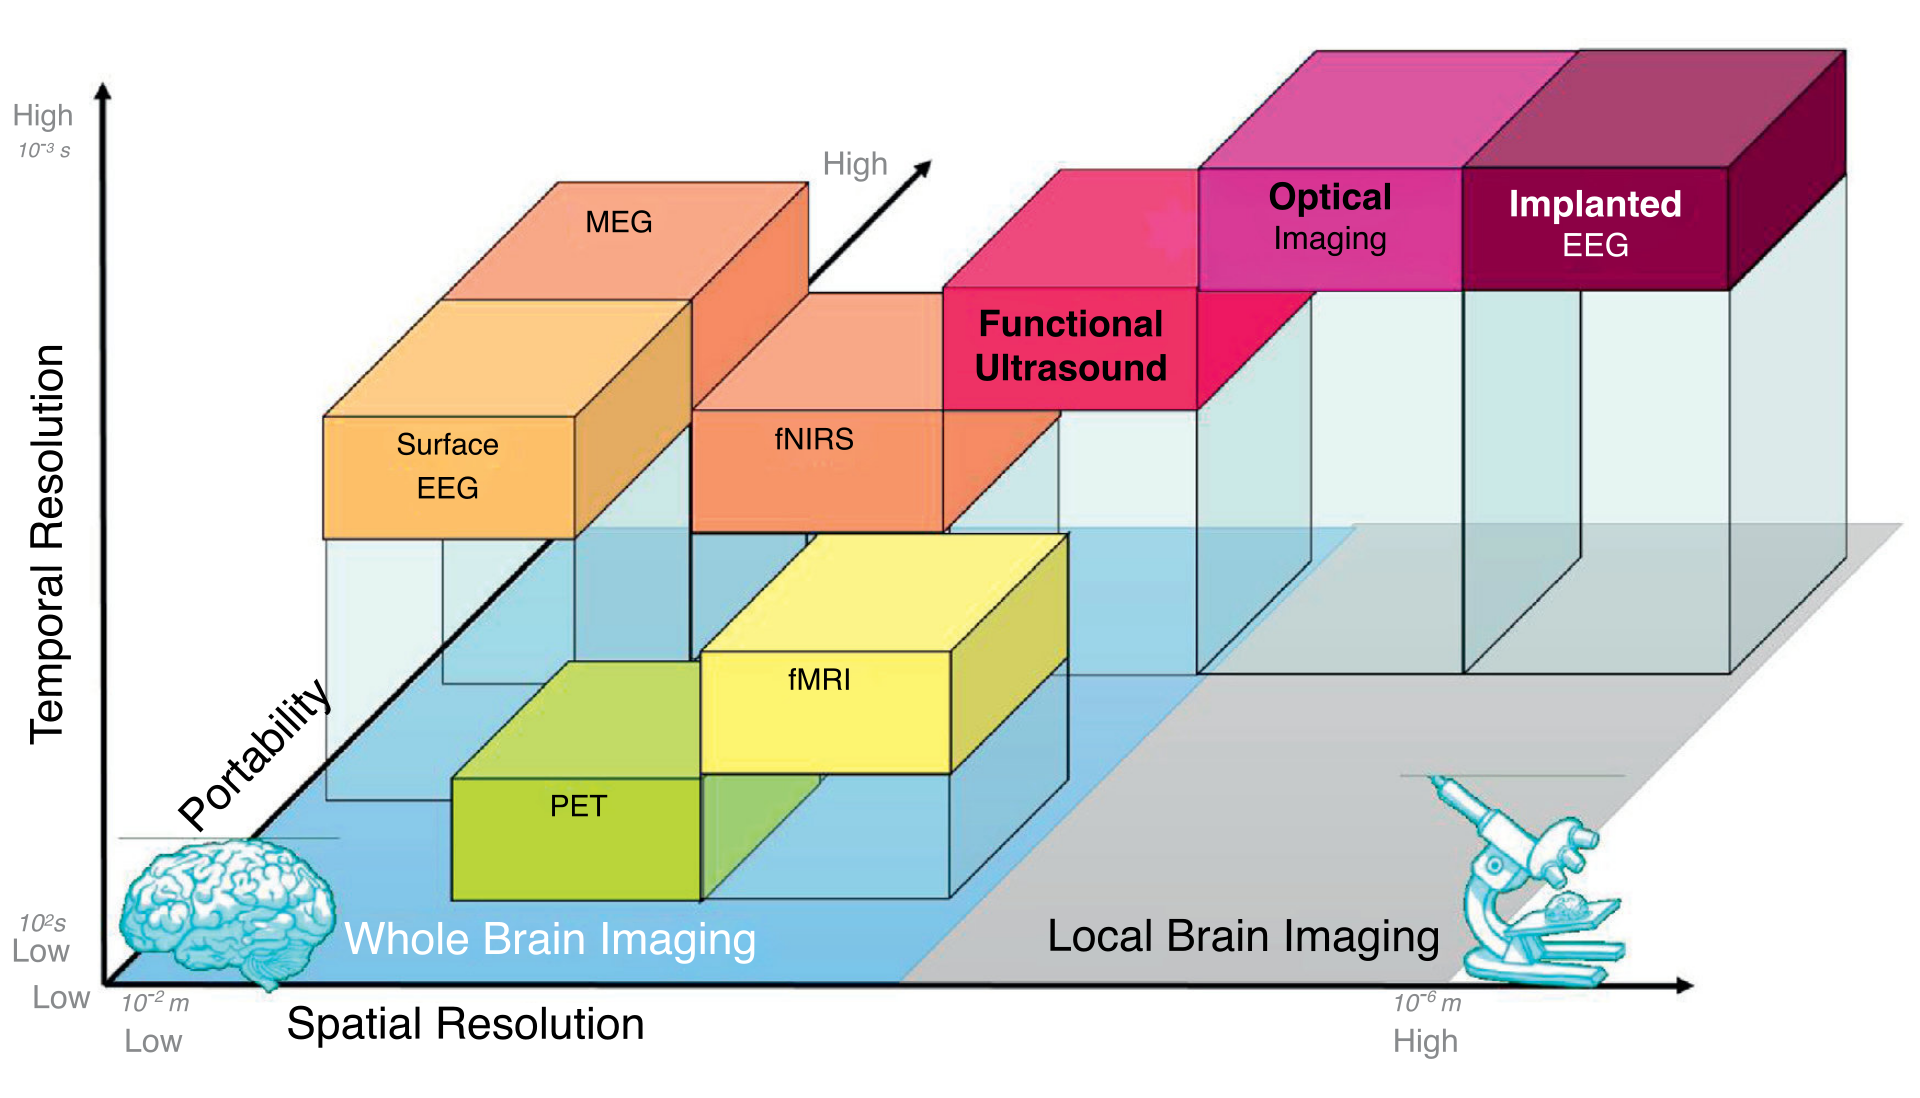 High
10⁻³ s
High
MEG
Optical
Imaging
Implanted
EEG
Functional
Ultrasound
Surface
EEG
fNIRS
Temporal Resolution
Portability
fMRI
PET
10²s
Low
Whole Brain Imaging
Local Brain Imaging
Low
10⁻² m
Low
Spatial Resolution
10⁻⁶ m
High